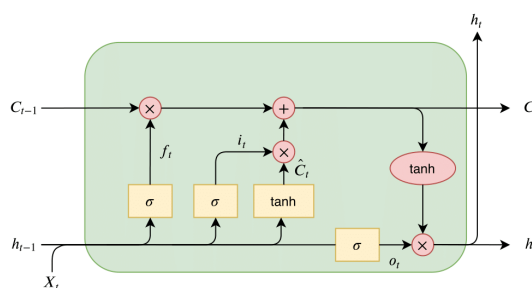 h_t
C_{t-1}
×
+
C
f_t
i_t
×
Ĉ_t
tanh
σ
σ
tanh
h_{t-1}
σ
o_t
×
h
X_t